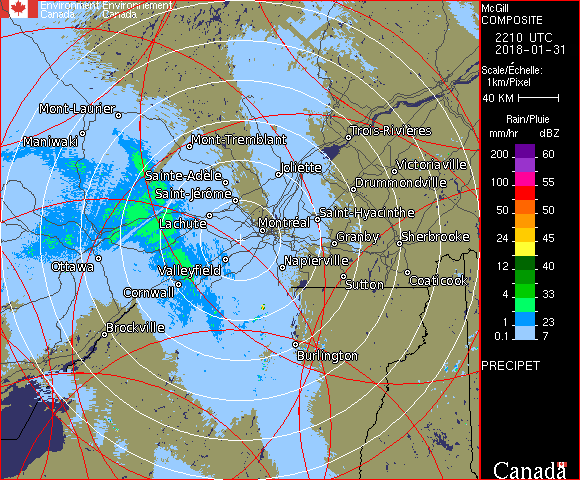 Environment Environnement
Canada Canada
McGill
COMPOSITE
2210 UTC
2018-01-31
Scale/Échelle:
1km/Pixel
40 KM
Rain/Pluie
mm/hr dBZ
200 60
100 55
50 50
24 45
12 40
4 33
1 23
0.1 7
PRECIPET
Canada
Mont-Laurier
Maniwaki
Mont-Tremblant
Trois-Rivières
Joliette
Victoriaville
Sainte-Adèle
Drummondville
Saint-Jérôme
Lachute
Saint-Hyacinthe
Montréal
Granby
Sherbrooke
Ottawa
Valleyfield
Napierville
Sutton
Coaticook
Cornwall
Brockville
Burlington